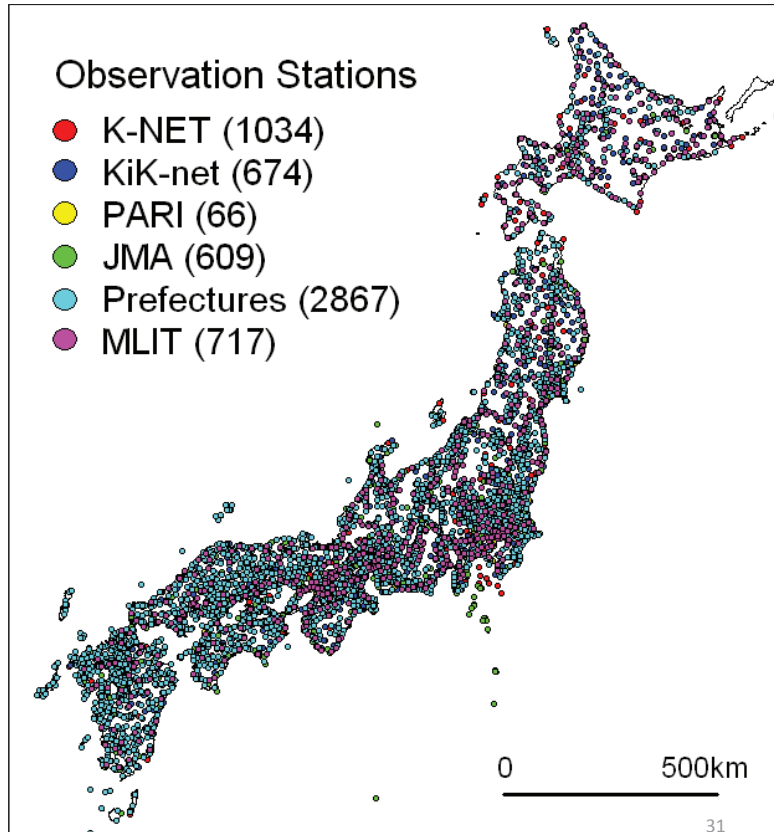 Observation Stations
K-NET (1034)
KiK-net (674)
PARI (66)
JMA (609)
Prefectures (2867)
MLIT (717)
0 500km
31